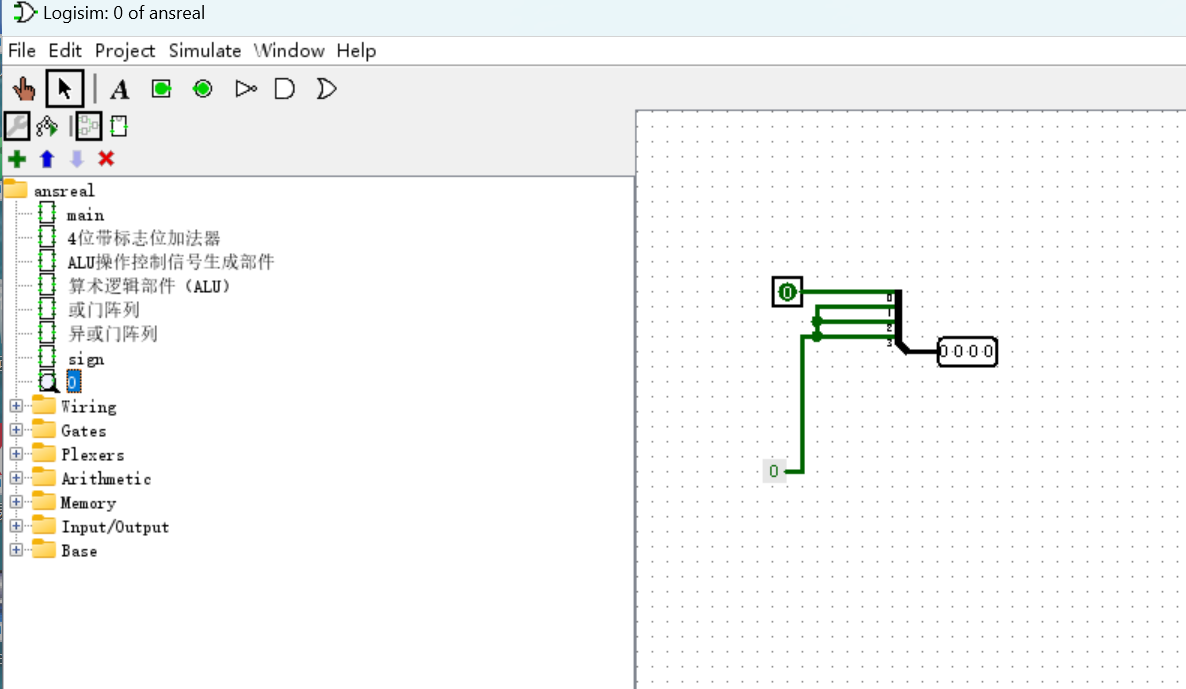 Logisim: 0 of ansreal
File Edit Project Simulate Window Help
A
ansreal
main
4位带标志位加法器
ALU操作控制信号生成部件
算术逻辑部件（ALU）
或门阵列
异或门阵列
sign
0
Wiring
Gates
Plexers
Arithmetic
Memory
Input/Output
Base
0
0
1
2
3
0000
0